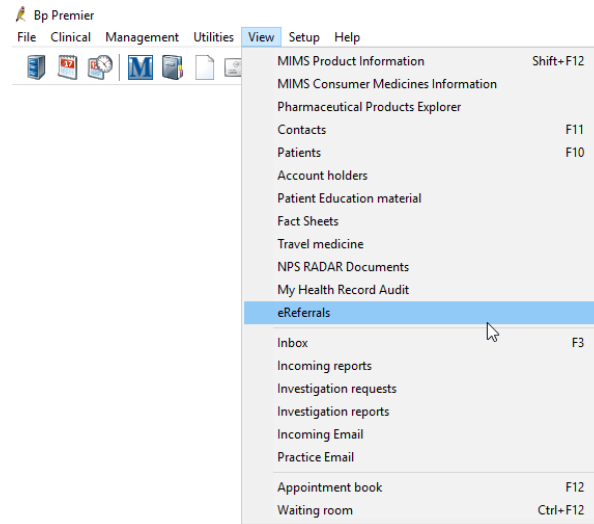 Bp Premier
File Clinical Management Utilities View Setup Help
37 M
MIMS Product Information Shift+F12
MIMS Consumer Medicines Information
Pharmaceutical Products Explorer
Contacts F11
Patients F10
Account holders
Patient Education material
Fact Sheets
Travel medicine
NPS RADAR Documents
My Health Record Audit
eReferrals
Inbox F3
Incoming reports
Investigation requests
Investigation reports
Incoming Email
Practice Email
Appointment book F12
Waiting room Ctrl+F12